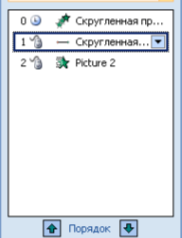 0 Скругленная пр...
1 Скругленная...
2 Picture 2
Порядок